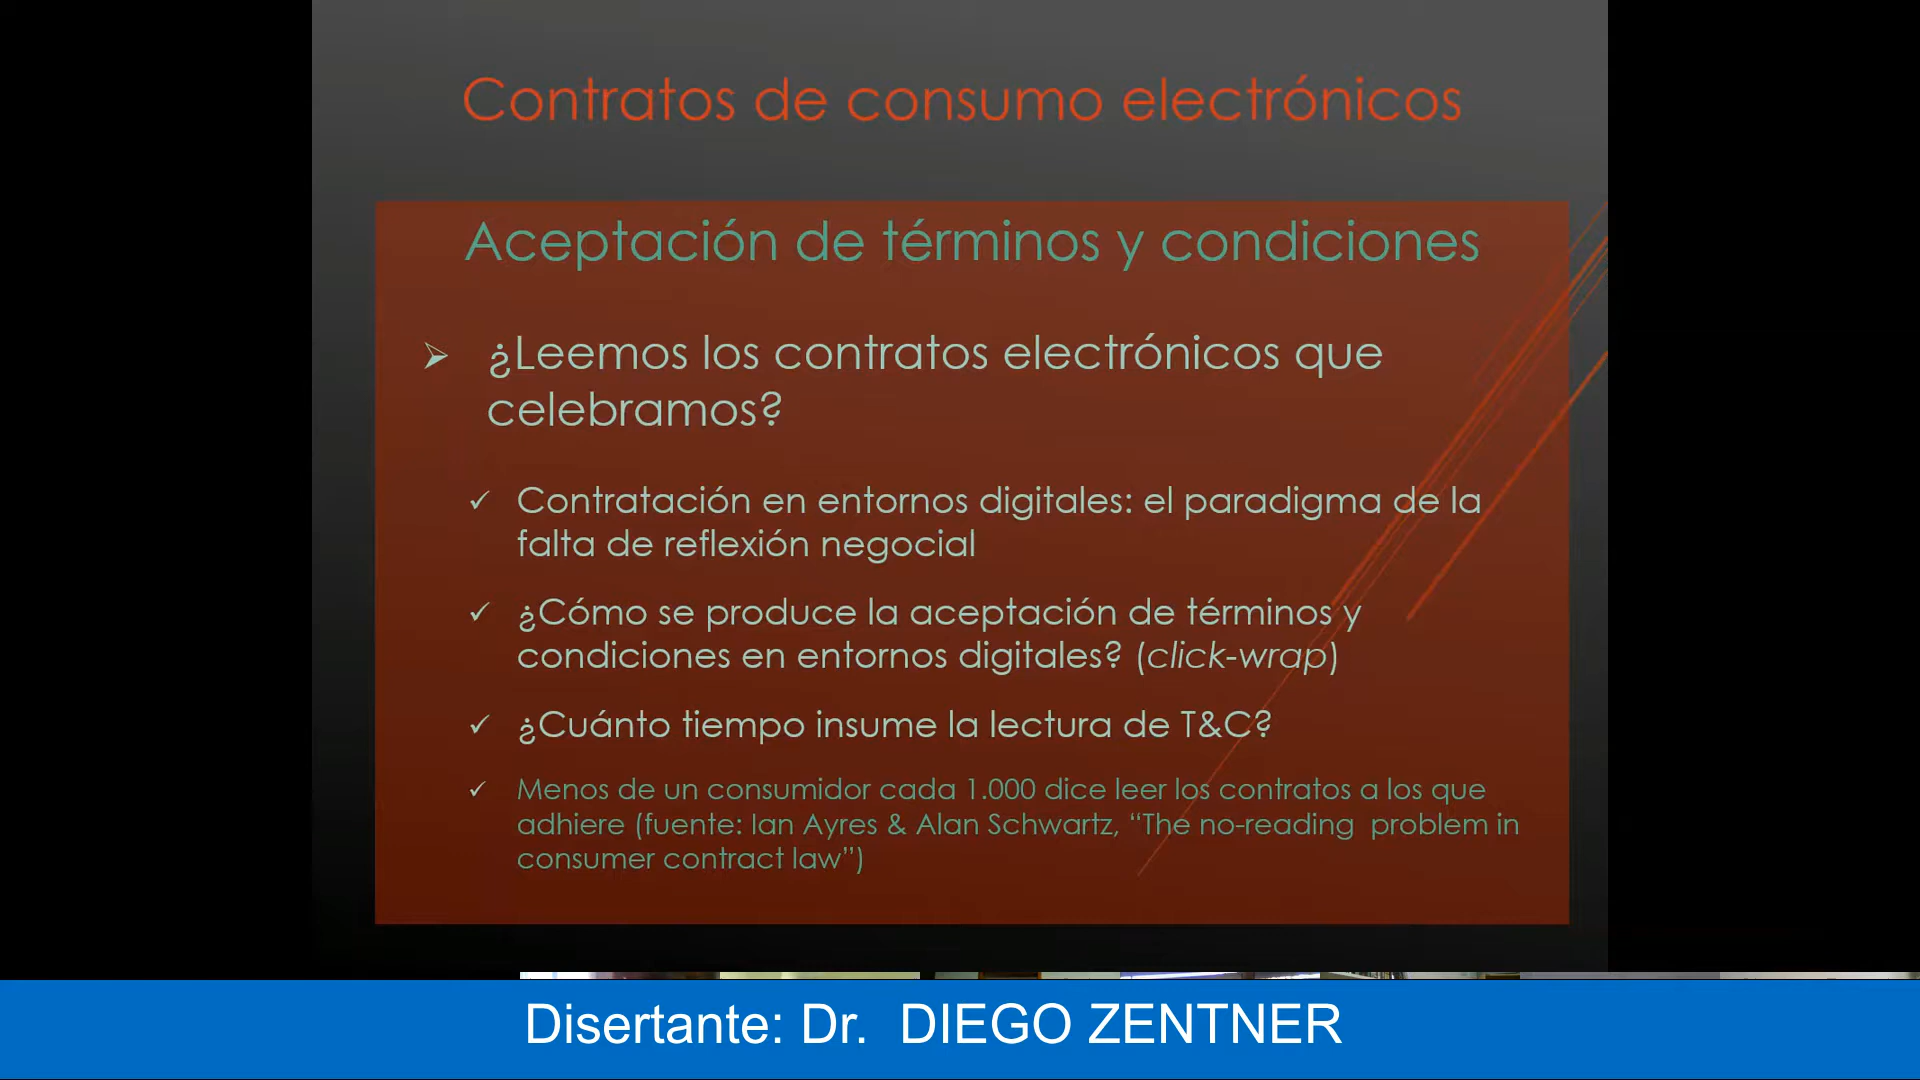 Contratos de consumo electrónicos
Aceptación de términos y condiciones
¿Leemos los contratos electrónicos que
celebramos?
Contratación en entornos digitales: el paradigma de la
falta de reflexión negocial
¿Cómo se produce la aceptación de términos y
condiciones en entornos digitales? (click-wrap)
¿Cuánto tiempo insume la lectura de T&C?
Menos de un consumidor cada 1.000 dice leer los contratos a los que
adhiere (fuente: Ian Ayres & Alan Schwartz, “The no-reading problem in
consumer contract law”)
Disertante: Dr. DIEGO ZENTNER